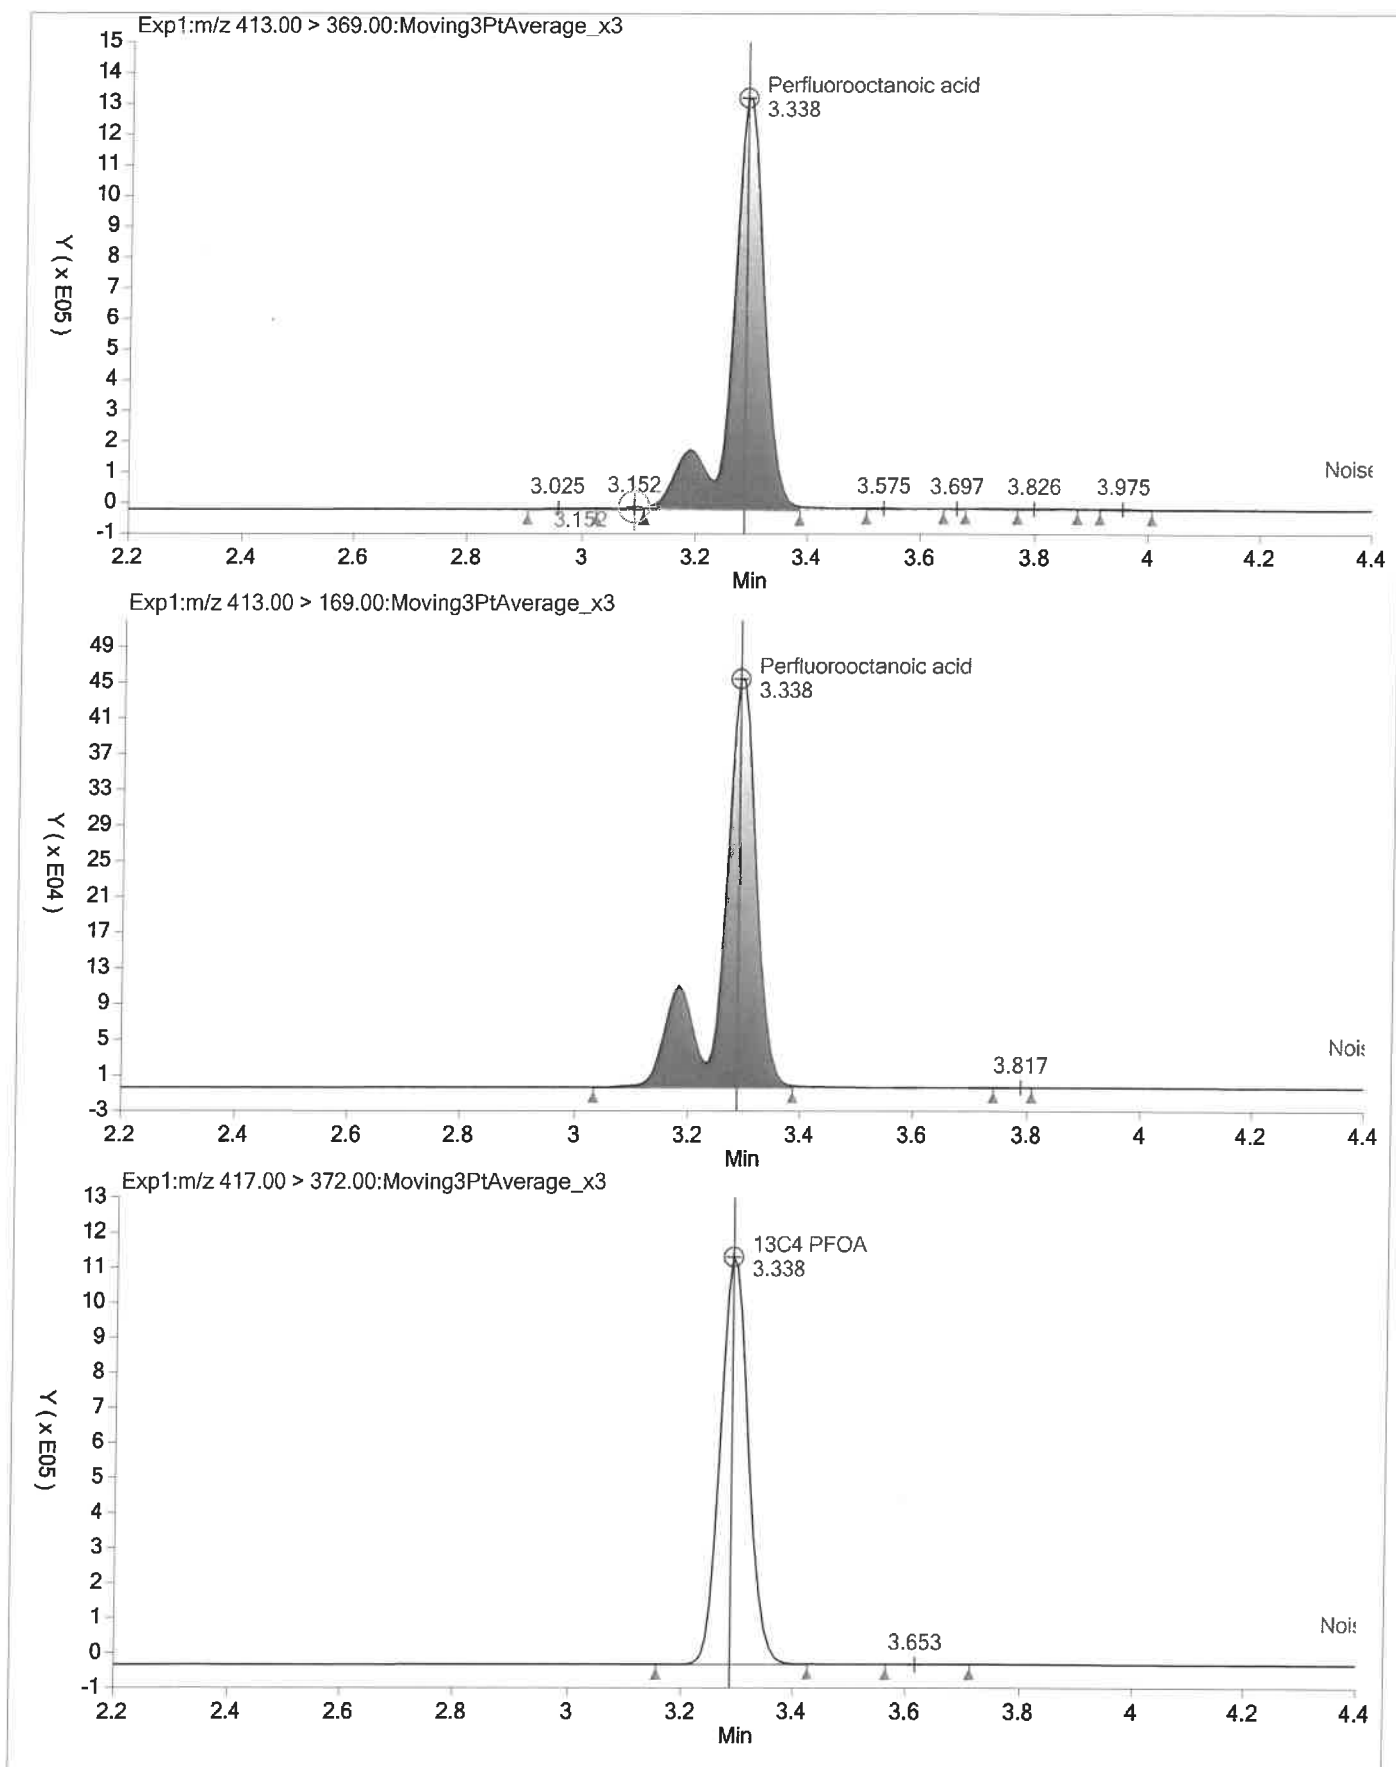 Exp1:m/z 413.00 > 369.00:Moving3PtAverage_x3
15
14
13
12
11
10
9
8
7
6
5
4
3
2
1
0
-1
Y ( x E05 )
Perfluorooctanoic acid
3.338
Noise
3.025 3.152 3.575 3.697 3.826 3.975
3.152
2.2 2.4 2.6 2.8 3 3.2 3.4 3.6 3.8 4 4.2 4.4
Min
Exp1:m/z 413.00 > 169.00:Moving3PtAverage_x3
49
45
41
37
33
29
25
21
17
13
9
5
1
-3
Y ( x E04 )
Perfluorooctanoic acid
3.338
Nois
3.817
2.2 2.4 2.6 2.8 3 3.2 3.4 3.6 3.8 4 4.2 4.4
Min
Exp1:m/z 417.00 > 372.00:Moving3PtAverage_x3
13
12
11
10
9
8
7
6
5
4
3
2
1
0
-1
Y ( x E05 )
13C4 PFOA
3.338
Nois
3.653
2.2 2.4 2.6 2.8 3 3.2 3.4 3.6 3.8 4 4.2 4.4
Min